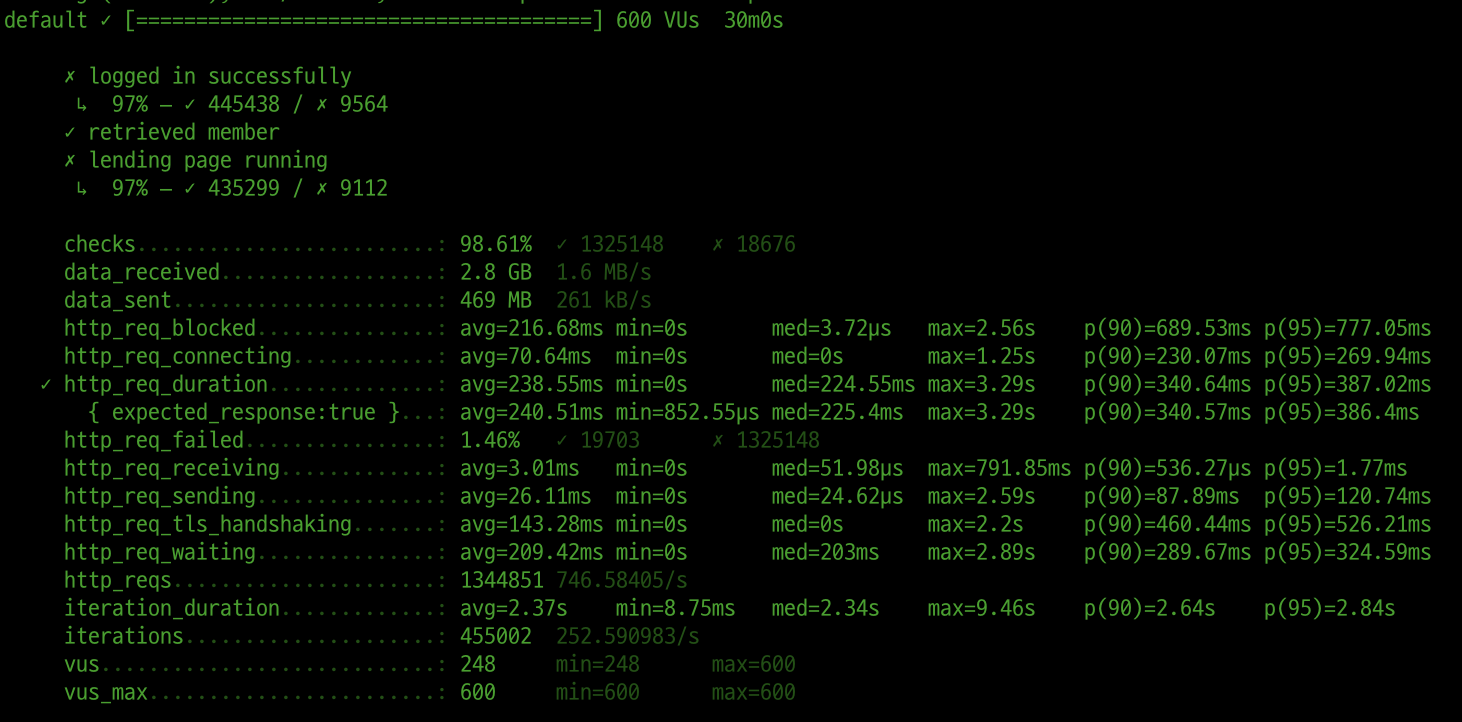 default ✓ [======================================] 600 VUs  30m0s
✗ logged in successfully
↳  97% — ✓ 445438 / ✗ 9564
✓ retrieved member
✗ lending page running
↳  97% — ✓ 435299 / ✗ 9112
checks.........................: 98.61%  ✓ 1325148    ✗ 18676
data_received..................: 2.8 GB  1.6 MB/s
data_sent......................: 469 MB  261 kB/s
http_req_blocked...............: avg=216.68ms min=0s       med=3.72µs   max=2.56s    p(90)=689.53ms p(95)=777.05ms
http_req_connecting............: avg=70.64ms  min=0s       med=0s       max=1.25s    p(90)=230.07ms p(95)=269.94ms
✓ http_req_duration..............: avg=238.55ms min=0s       med=224.55ms max=3.29s    p(90)=340.64ms p(95)=387.02ms
{ expected_response:true }...: avg=240.51ms min=852.55µs med=225.4ms  max=3.29s    p(90)=340.57ms p(95)=386.4ms
http_req_failed................: 1.46%   ✓ 19703      ✗ 1325148
http_req_receiving.............: avg=3.01ms   min=0s       med=51.98µs  max=791.85ms p(90)=536.27µs p(95)=1.77ms
http_req_sending...............: avg=26.11ms  min=0s       med=24.62µs  max=2.59s    p(90)=87.89ms  p(95)=120.74ms
http_req_tls_handshaking.......: avg=143.28ms min=0s       med=0s       max=2.2s     p(90)=460.44ms p(95)=526.21ms
http_req_waiting...............: avg=209.42ms min=0s       med=203ms    max=2.89s    p(90)=289.67ms p(95)=324.59ms
http_reqs......................: 1344851 746.58405/s
iteration_duration.............: avg=2.37s    min=8.75ms   med=2.34s    max=9.46s    p(90)=2.64s    p(95)=2.84s
iterations.....................: 455002  252.590983/s
vus............................: 248     min=248      max=600
vus_max........................: 600     min=600      max=600